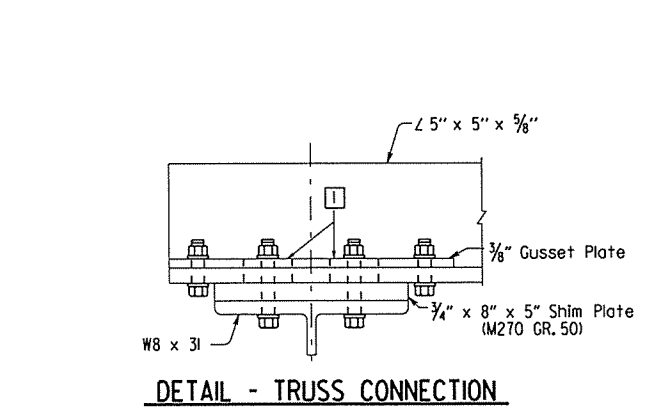 ∠ 5" x 5" x 5/8"
1
3/8" Gusset Plate
3/4" x 8" x 5" Shim Plate
(M270 GR. 50)
W8 x 31
DETAIL - TRUSS CONNECTION